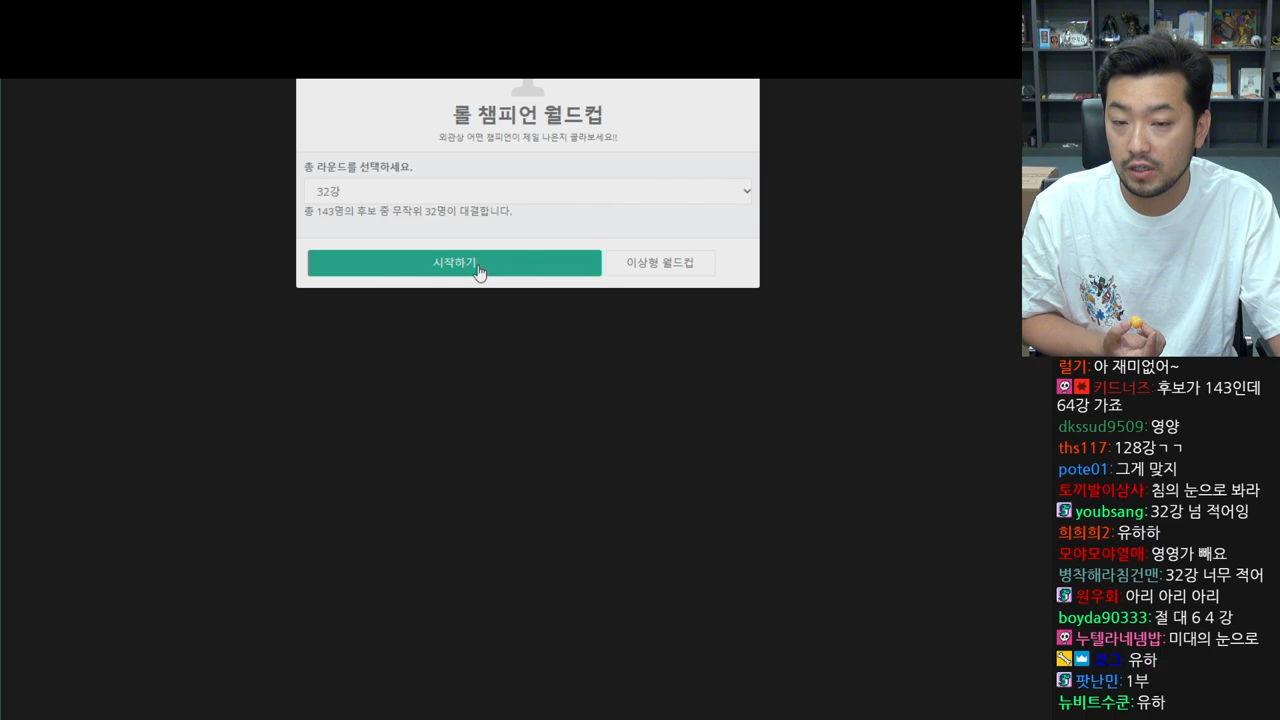 롤 챔피언 월드컵
외관상 어떤 챔피언이 제일 나은지 골라보세요!!
총 라운드를 선택하세요.
32강
총 143명의 후보 중 무작위 32명이 대결합니다.
시작하기
이상형 월드컵
럴기: 아 재미없어~
키드너즈: 후보가 143인데
64강 가죠
dkssud9509: 영양
ths117: 128강ㄱㄱ
pote01: 그게 맞지
토끼발이삼사: 침의 눈으로 봐라
youbsang: 32강 넘 적어잉
희희희2: 유하하
모야모야열매: 영영가 빼요
병착해라침건맨: 32강 너무 적어
원우회: 아리 아리 아리
boyda90333: 절 대 6 4 강
누텔라네넴밥: 미대의 눈으로
유하
팟난민: 1부
뉴비트수쿤: 유하